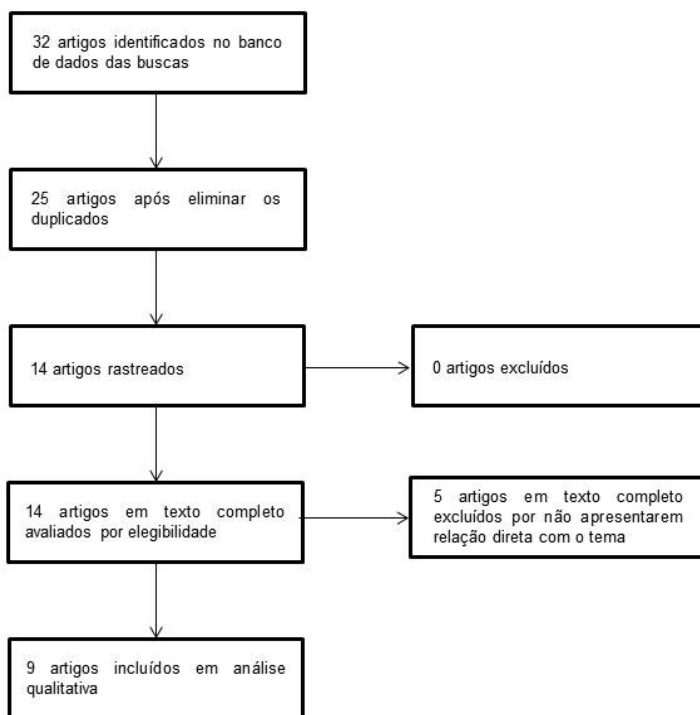 32 artigos identificados no banco
de dados das buscas
25 artigos após eliminar os
duplicados
14 artigos rastreados
0 artigos excluídos
14 artigos em texto completo
avaliados por elegibilidade
5 artigos em texto completo
excluídos por não apresentarem
relação direta com o tema
9 artigos incluídos em análise
qualitativa